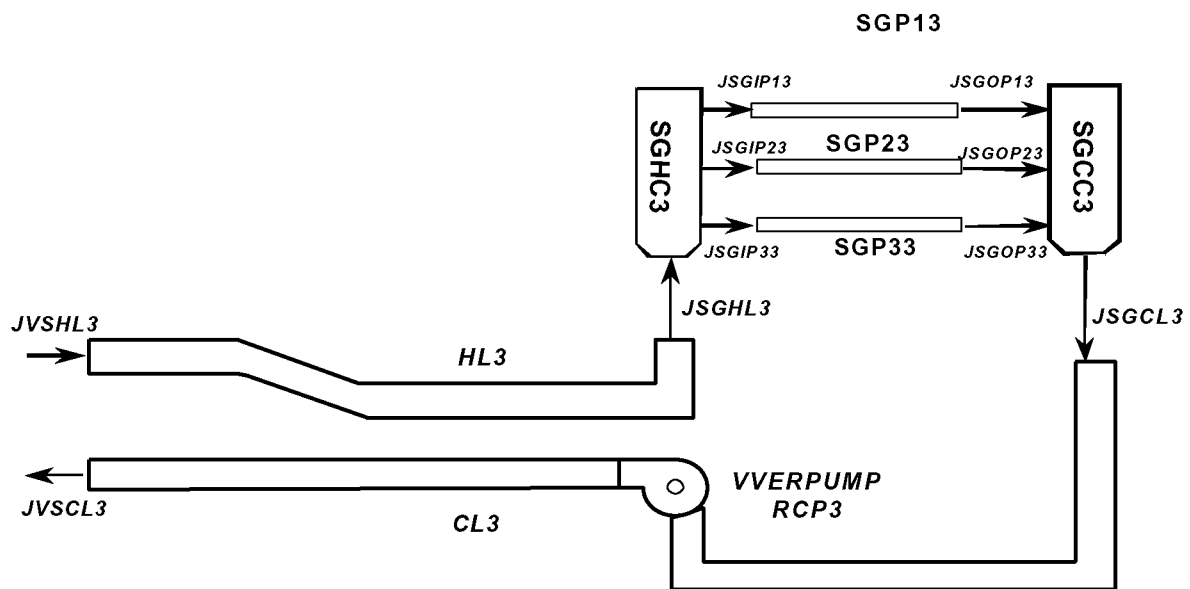 SGP13
JSGIP13
JSGOP13
SGHC3
SGCC3
JSGIP23
SGP23
JSGOP23
JSGIP33
SGP33
JSGOP33
JSGHL3
JSGCL3
JVSHL3
HL3
JVSCL3
CL3
VVERPUMP
RCP3